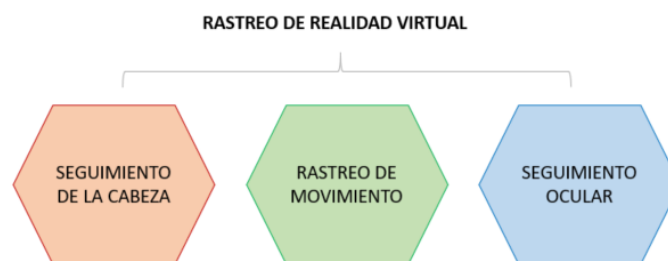 RASTREO DE REALIDAD VIRTUAL
SEGUIMIENTO
DE LA CABEZA
RASTREO DE
MOVIMIENTO
SEGUIMIENTO
OCULAR